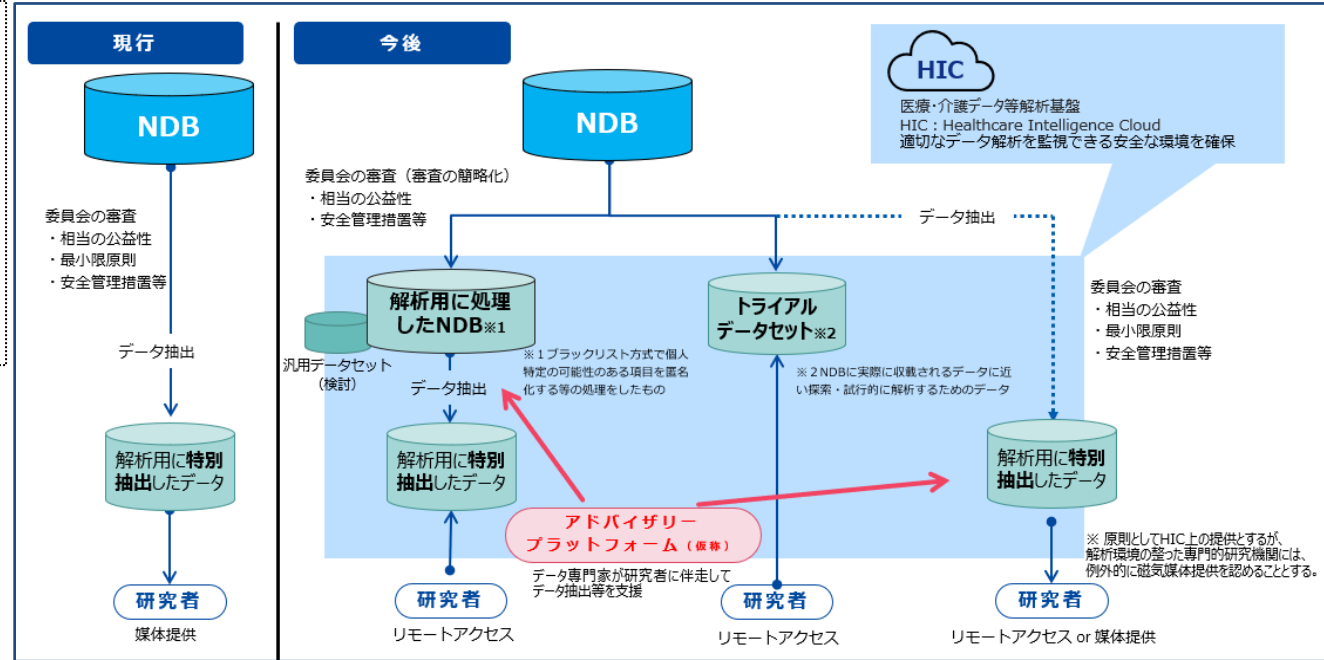 現行
NDB
委員会の審査
・相当の公益性
・最小限原則
・安全管理措置等
データ抽出
解析用に特別
抽出したデータ
研究者
媒体提供
今後
NDB
HIC
医療・介護データ等解析基盤
HIC：Healthcare Intelligence Cloud
適切なデータ解析を監視できる安全な環境を確保
委員会の審査（審査の簡略化）
・相当の公益性
・安全管理措置等
データ抽出
解析用に処理
したNDB※1
汎用データセット
（検討）
※１ブラックリスト方式で個人
特定の可能性のある項目を匿名
化する等の処理をしたもの
データ抽出
解析用に特別
抽出したデータ
研究者
リモートアクセス
トライアル
データセット※2
※２NDBに実際に収載されるデータに近
い探索・試行的に解析するためのデータ
アドバイザリー
プラットフォーム（仮称）
データ専門家が研究者に伴走して
データ抽出等を支援
研究者
リモートアクセス
委員会の審査
・相当の公益性
・最小限原則
・安全管理措置等
解析用に特別
抽出したデータ
※ 原則としてHIC上の提供とするが、
解析環境の整った専門的研究機関には、
例外的に磁気媒体提供を認めることとする。
研究者
リモートアクセス or 媒体提供